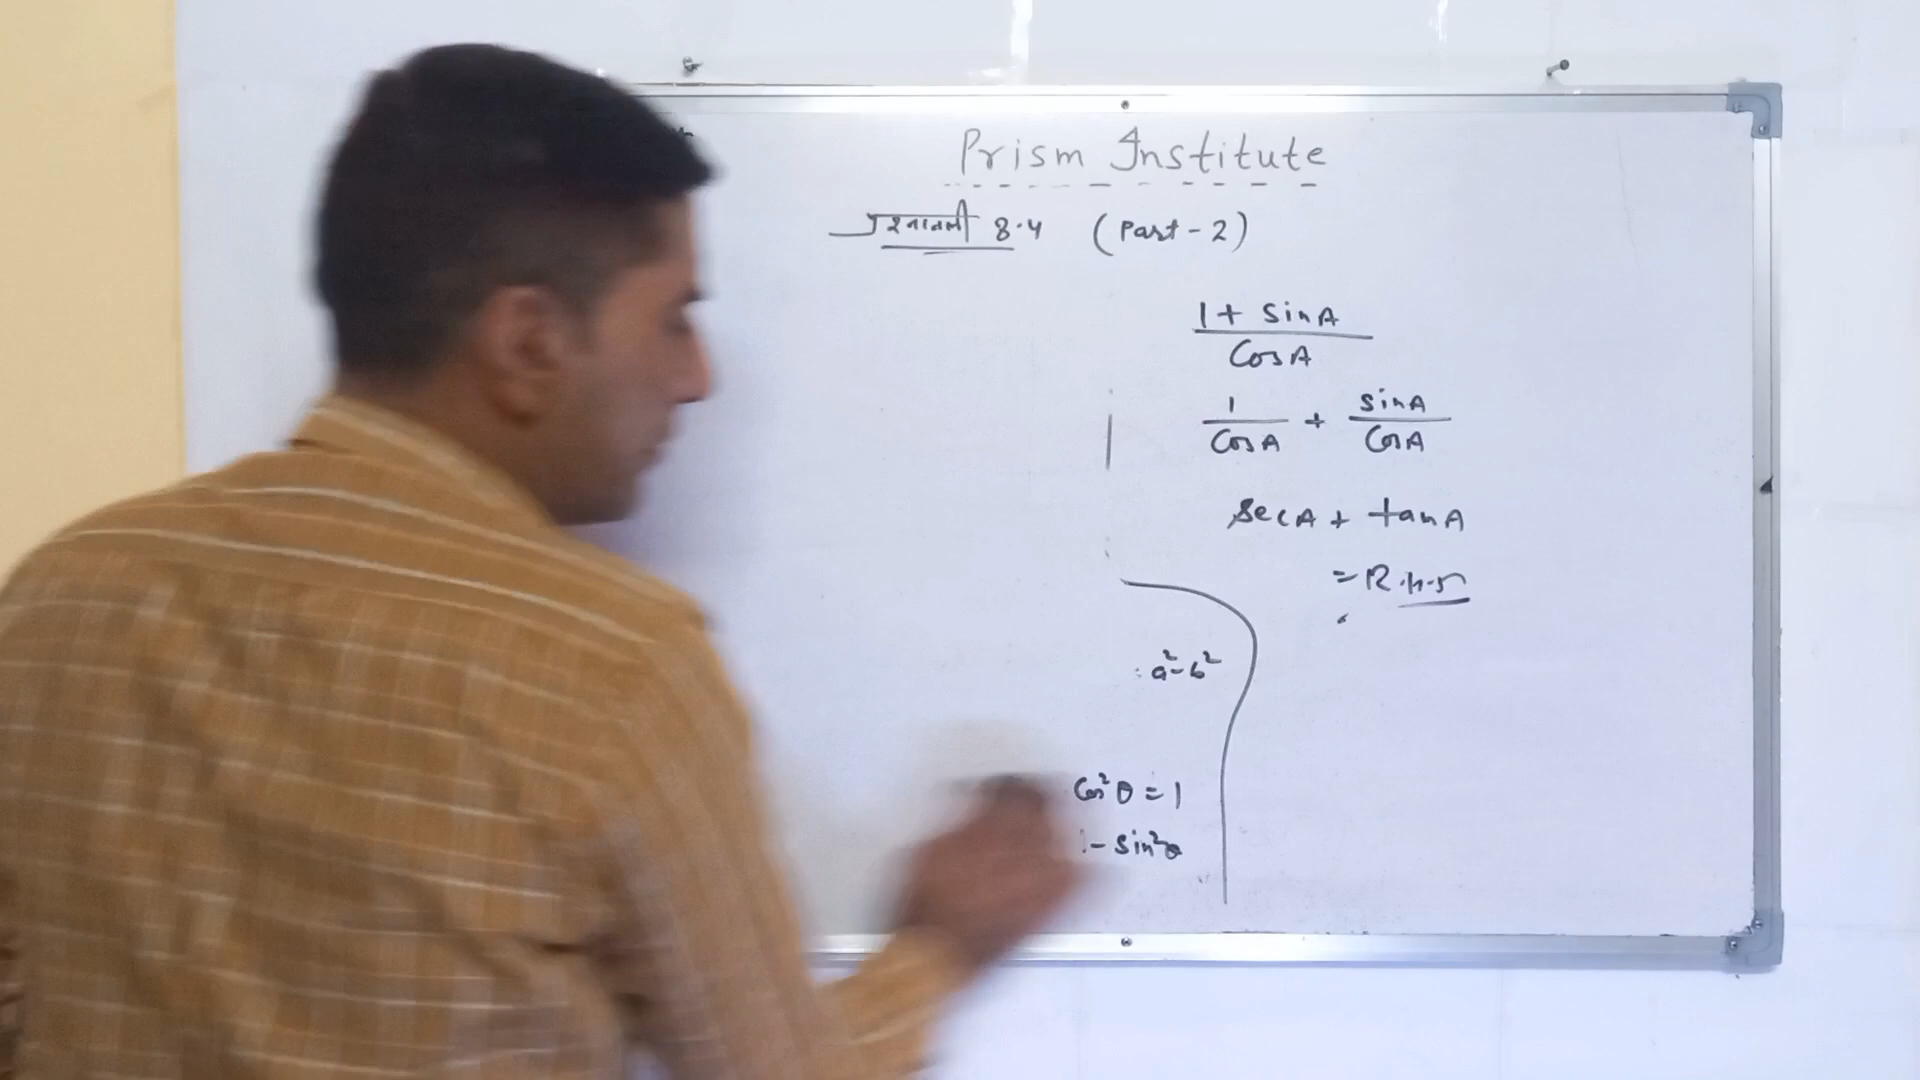 Prism Institute
प्रश्नावली 8.4 (Part-2)
1 + sinA
CosA
1/CosA + sinA/CosA
SecA + tanA
= R.H.S
a²-b²
Cos²θ = 1
1 - sin²θ